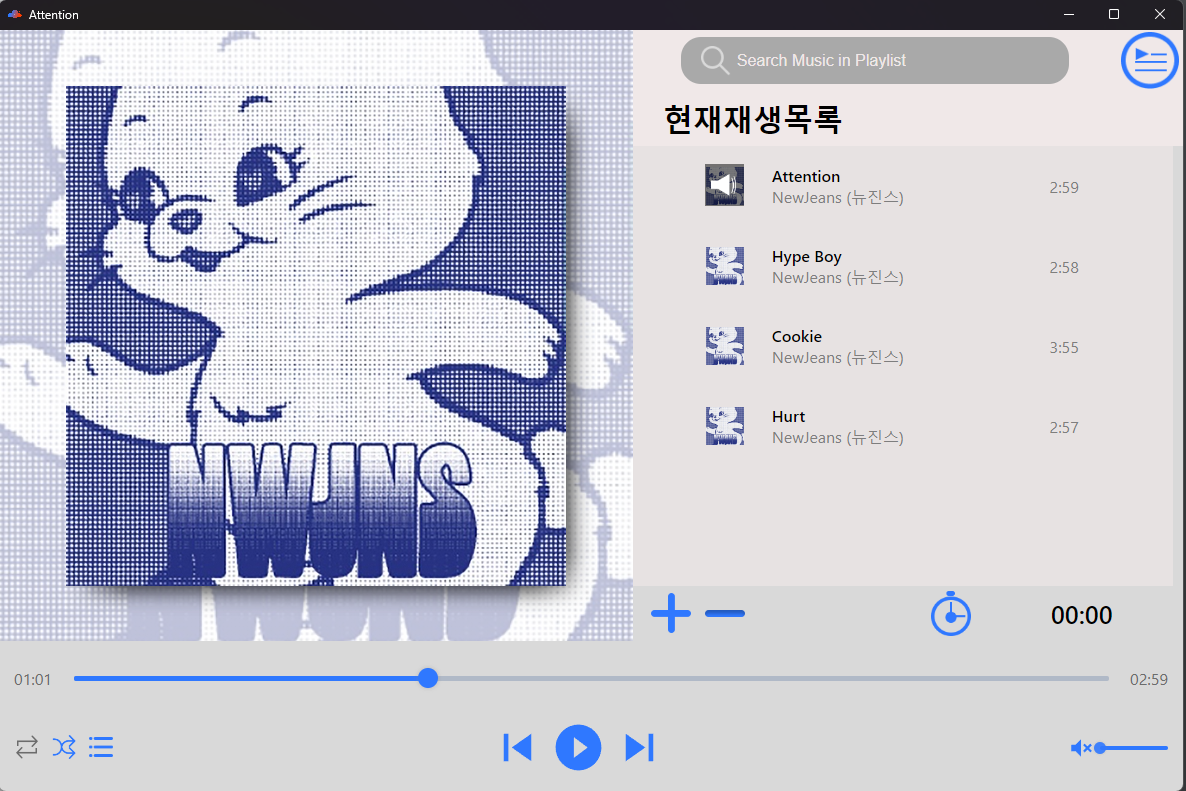 Attention
Search Music in Playlist
현재재생목록
Attention
NewJeans (뉴진스)
2:59
Hype Boy
NewJeans (뉴진스)
2:58
Cookie
NewJeans (뉴진스)
3:55
Hurt
NewJeans (뉴진스)
2:57
NWJNS
00:00
01:01
02:59